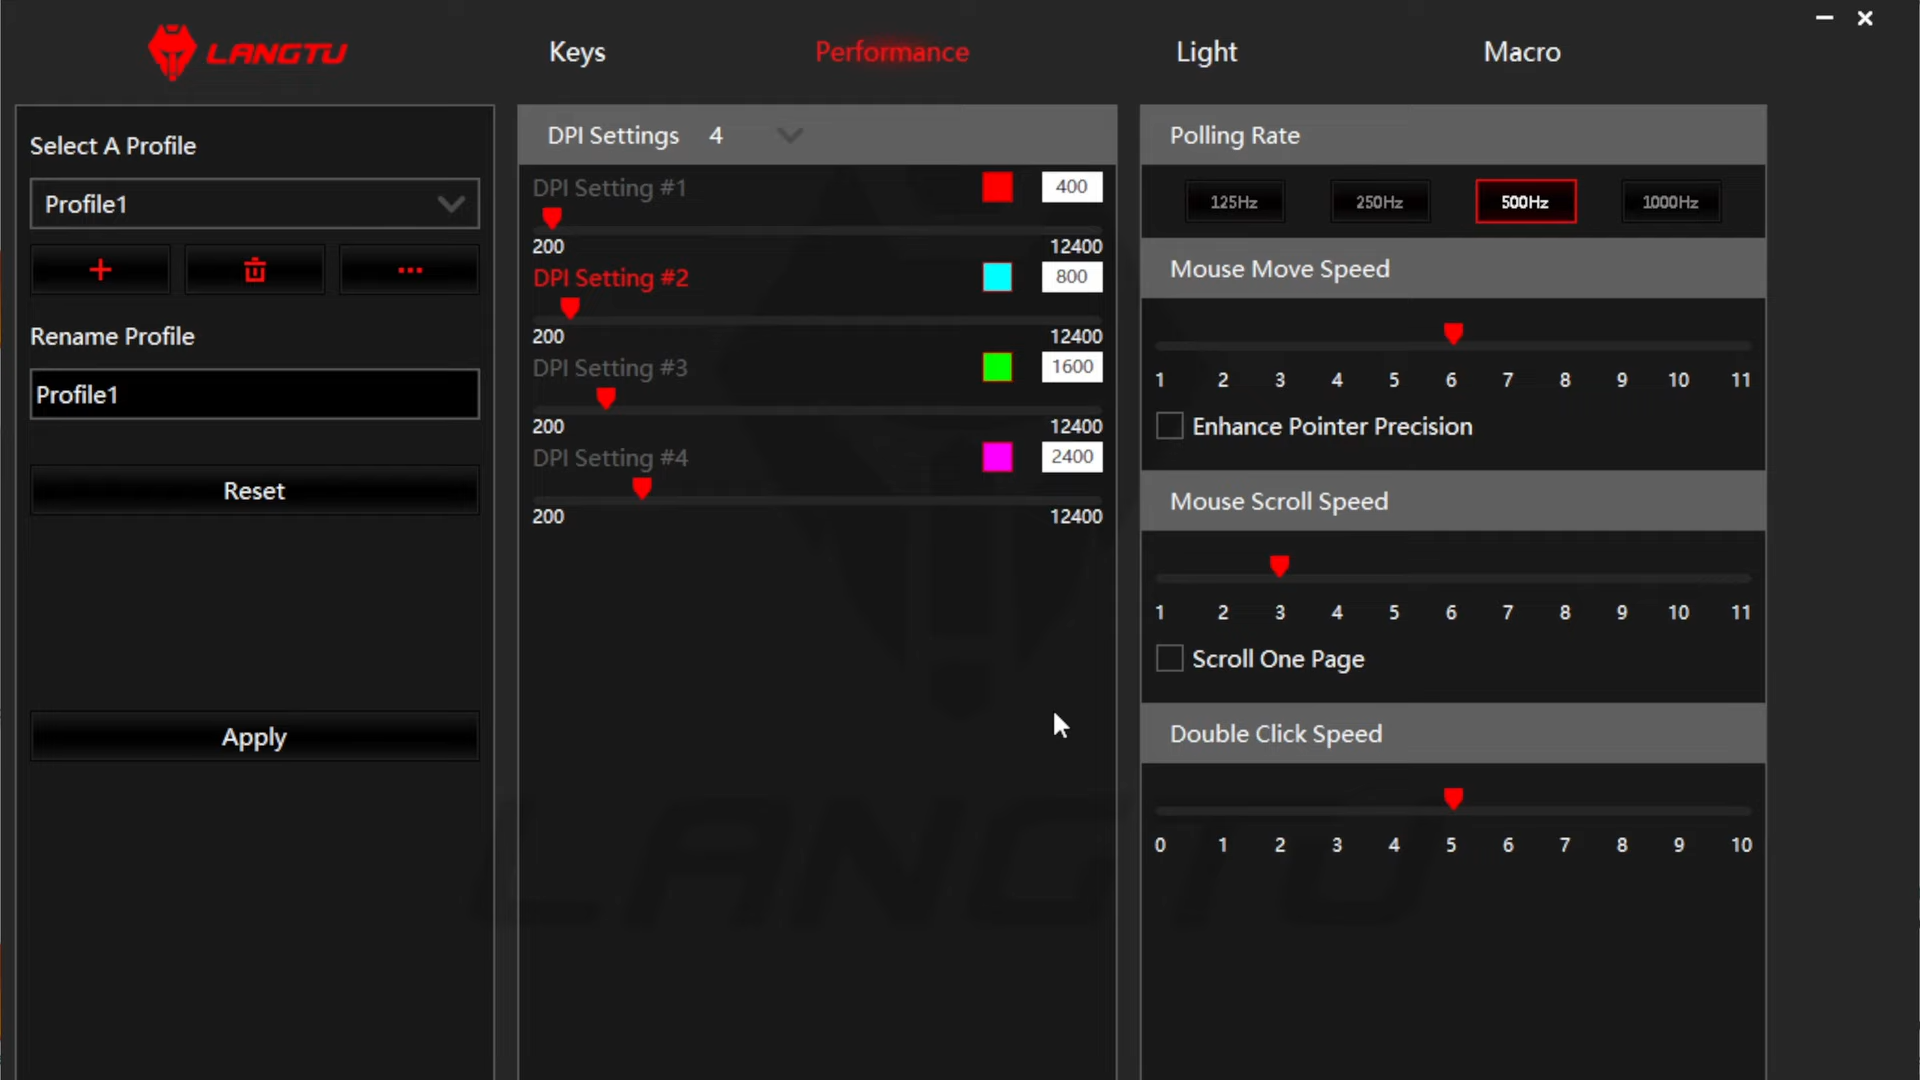 LANGTU
Keys
Performance
Light
Macro
Select A Profile
Profile1
Rename Profile
Profile1
Reset
Apply
DPI Settings 4
DPI Setting #1 400
200 12400
DPI Setting #2 800
200 12400
DPI Setting #3 1600
200 12400
DPI Setting #4 2400
200 12400
LANGTU
Polling Rate
125Hz 250Hz 500Hz 1000Hz
Mouse Move Speed
1 2 3 4 5 6 7 8 9 10 11
Enhance Pointer Precision
Mouse Scroll Speed
1 2 3 4 5 6 7 8 9 10 11
Scroll One Page
Double Click Speed
0 1 2 3 4 5 6 7 8 9 10